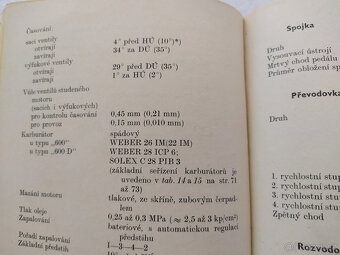 Časování:
sací ventily
otvírají 4° před HÚ (10°*)
zavírají 34° za DÚ (35°)
výfukové ventily
otvírají 29° před DÚ (35°)
zavírají 1° za HÚ (2°)
Vůle ventilů studeného
motoru
(sacích i výfukových)
pro kontrolu časování 0,45 mm (0,21 mm)
pro provoz 0,15 mm (0,010 mm)
Karburátor spádový
u typu „600" WEBER 26 IM (22 IM)
u typu „600 D" WEBER 28 ICP 6;
SOLEX C 28 PIB 3
(základní seřízení karburátorů je
uvedeno v tab. 14 a 15 na str. 71
až 73)
Mazání motoru tlakové, ze skříně, zubovým čerpad-
lem
Tlak oleje 0,25 až 0,3 MPa (≈ 2,5 až 3 kp/cm²)
Zapalování bateriové, s automatickou regulací
předstihu
Pořadí zapalování 1—3—4—2
Základní předstih
Spojka
Druh
Vysouvací ústrojí
Mrtvý chod pedálu
Průměr obložení sp
Převodovka
Druh
1. rychlostní stup
2. rychlostní stup
3. rychlostní stup
4. rychlostní stu
Zpětný chod
Rozvodo